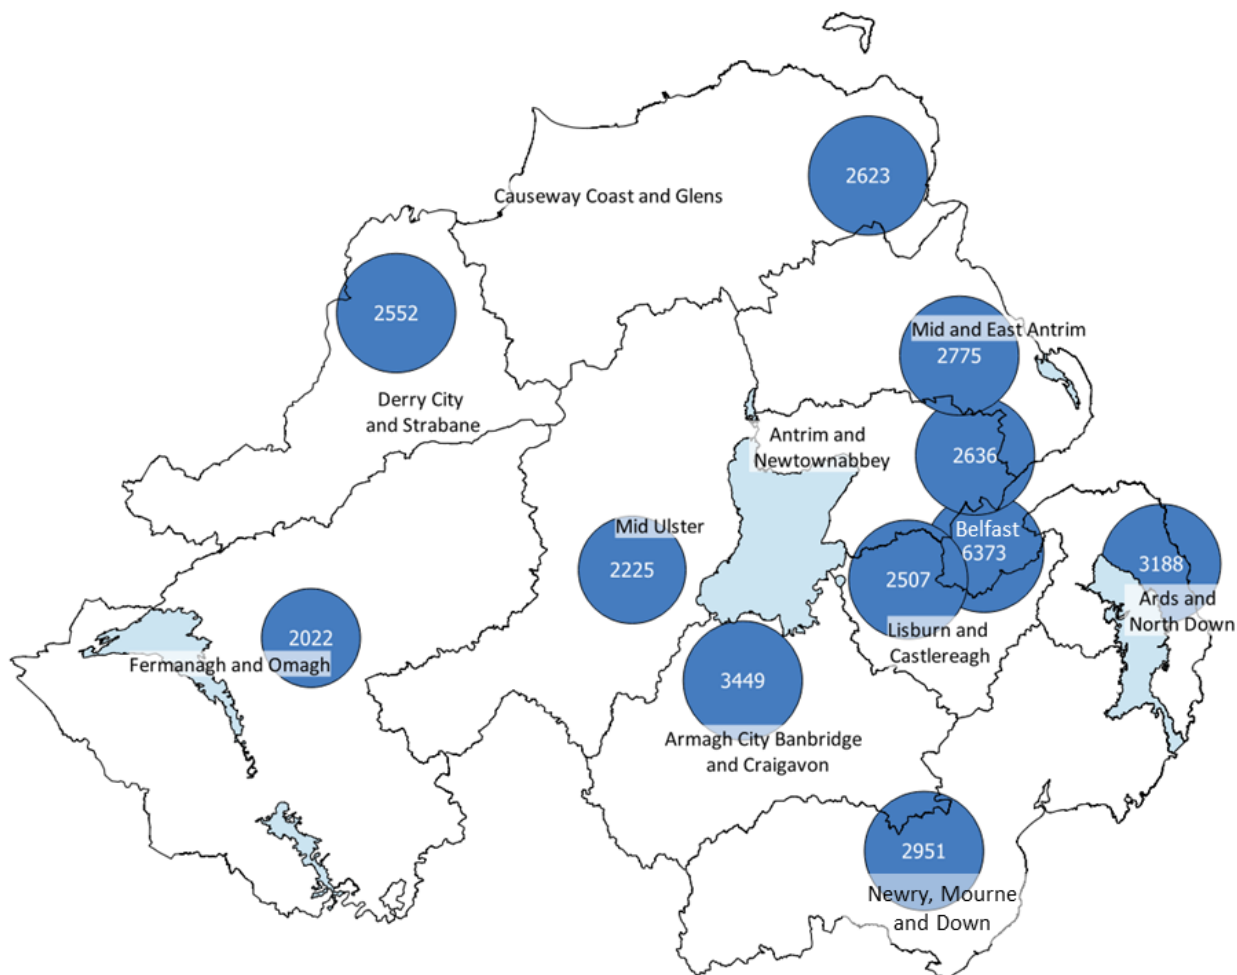 2623
Causeway Coast and Glens
2552
Mid and East Antrim
2775
Derry City
and Strabane
Antrim and
Newtownabbey
2636
Mid Ulster
2225
Belfast
6373
2507
3188
Ards and
North Down
2022
Fermanagh and Omagh
Lisburn and
Castlereagh
3449
Armagh City Banbridge
and Craigavon
2951
Newry, Mourne
and Down